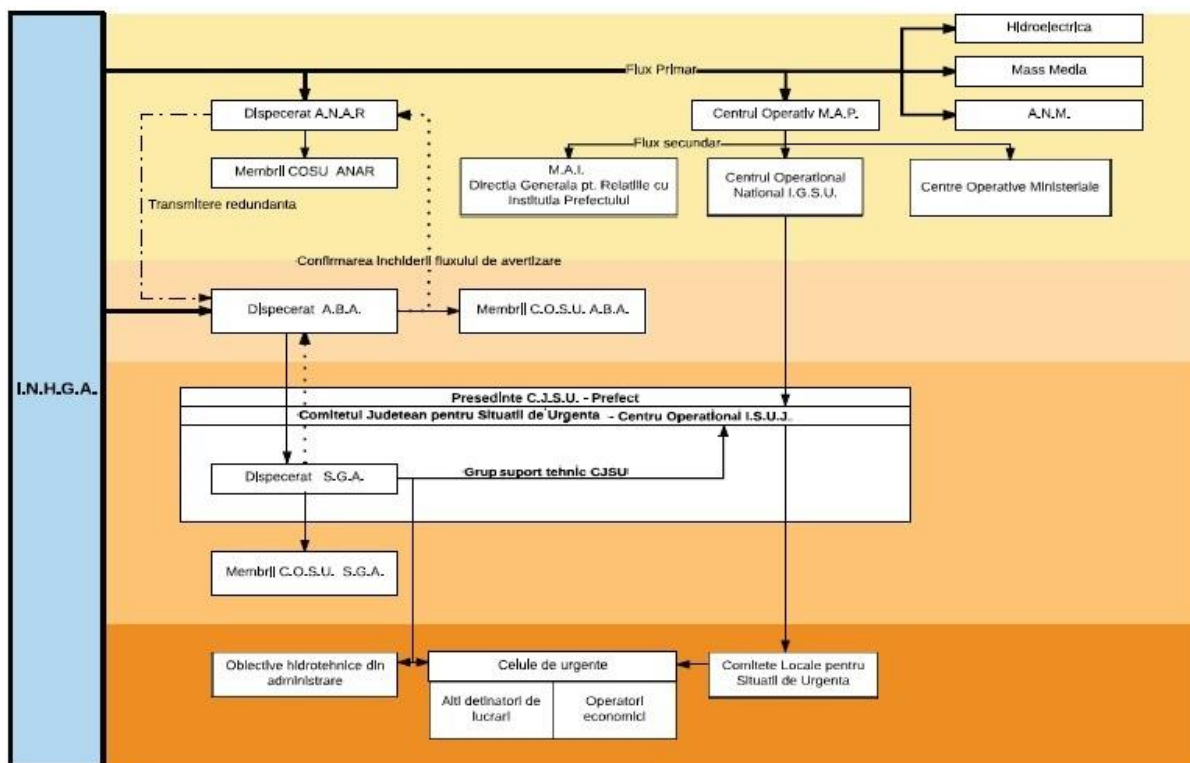 Hidroelectrica
Flux Primar
Mass Media
Dispecerat A.N.A.R
Centrul Operativ M.A.P.
A.N.M.
Flux secundar
Membrii COSU ANAR
M.A.I.
Directia Generala pt. Relatiile cu
Institutia Prefectului
Centrul Operational
National I.G.S.U.
Centre Operative Ministeriale
Transmitere redundanta
Confirmarea inchiderii fluxului de avertizare
Dispecerat A.B.A.
Membrii C.O.S.U. A.B.A.
I.N.H.G.A.
Presedinte C.J.S.U. - Prefect
Comitetul Judetean pentru Situatii de Urgenta - Centru Operational I.S.U.J.
Dispecerat S.G.A.
Grup suport tehnic CJSU
Membrii C.O.S.U. S.G.A.
Obiective hidrotehnice din
administrare
Celule de urgente
Comitete Locale pentru
Situatii de Urgenta
Alti detinatori de
lucrari
Operatori
economici